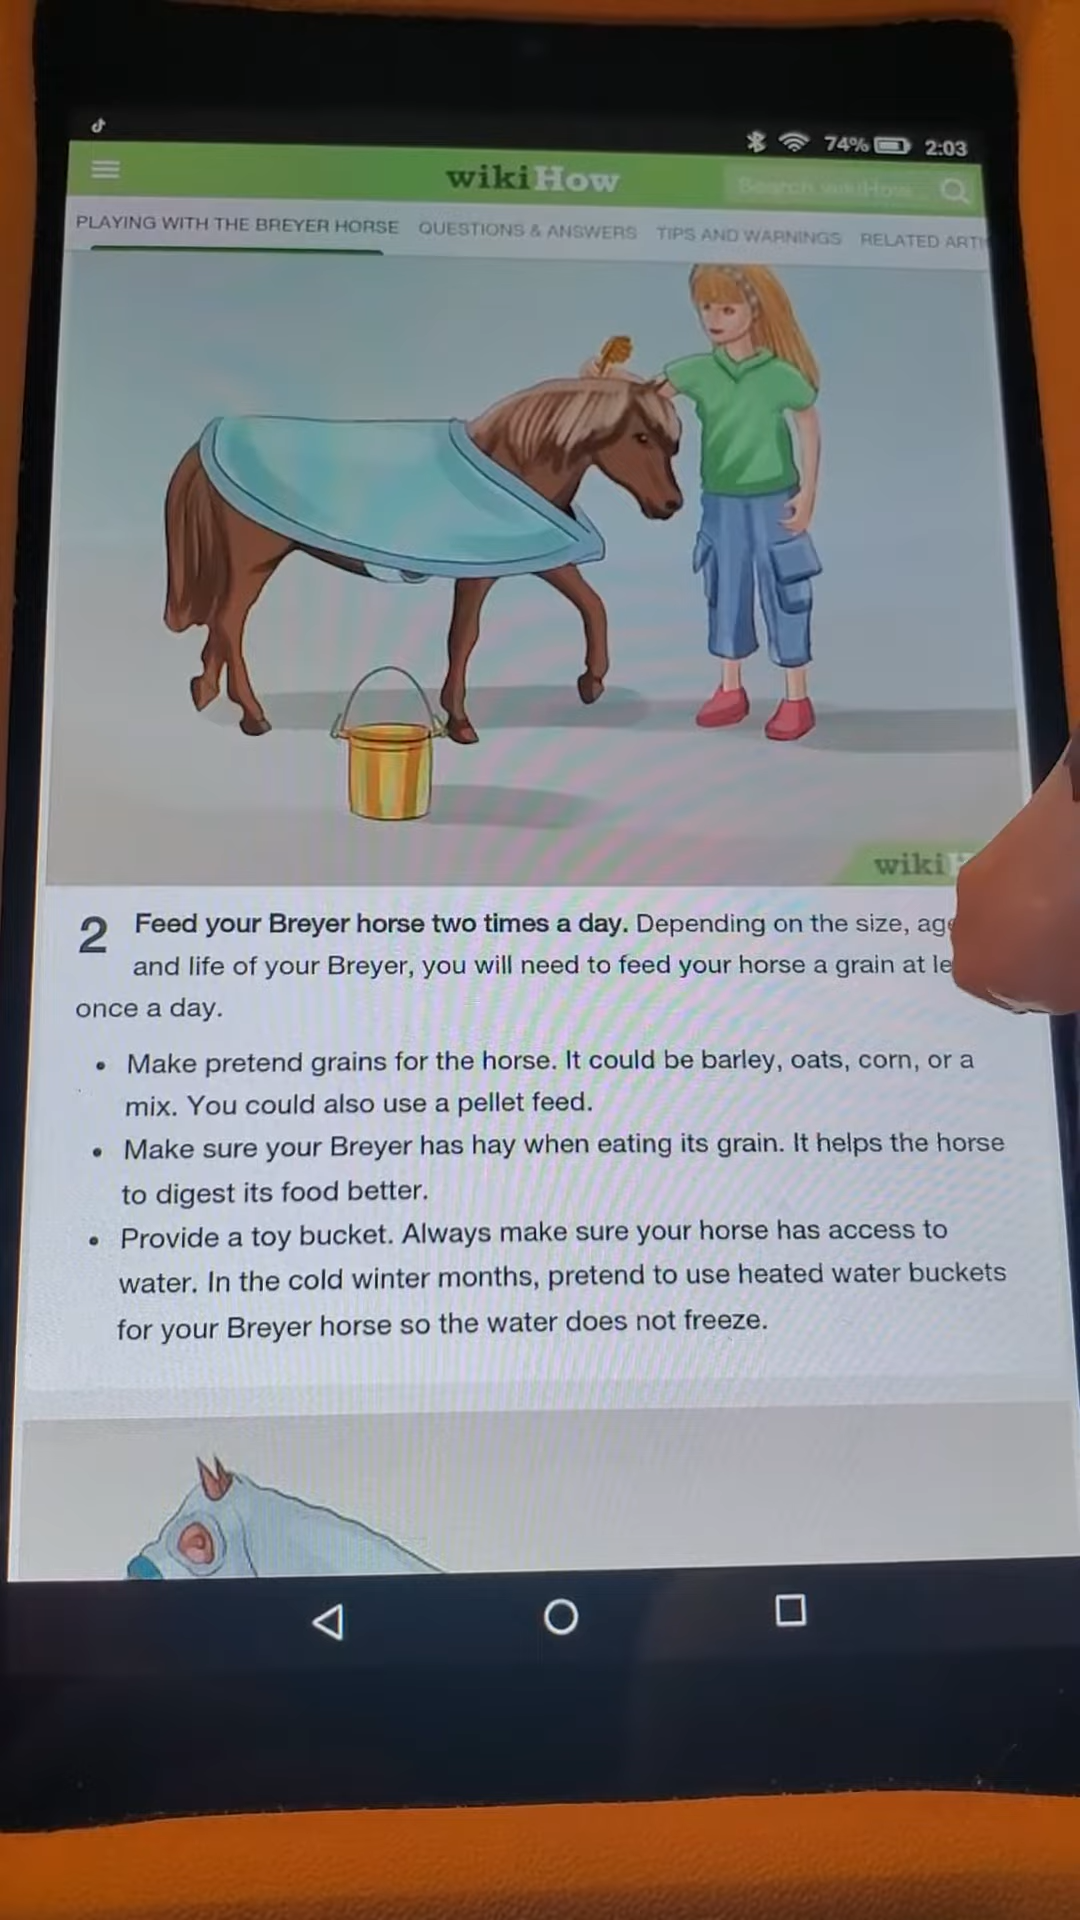 74% 2:03
wikiHow
Search wikiHow...
PLAYING WITH THE BREYER HORSE QUESTIONS & ANSWERS TIPS AND WARNINGS RELATED
wiki
2 Feed your Breyer horse two times a day. Depending on the size,
and life of your Breyer, you will need to feed your horse a grain at
once a day.
• Make pretend grains for the horse. It could be barley, oats, corn, or a
mix. You could also use a pellet feed.
• Make sure your Breyer has hay when eating its grain. It helps the horse
to digest its food better.
• Provide a toy bucket. Always make sure your horse has access to
water. In the cold winter months, pretend to use heated water buckets
for your Breyer horse so the water does not freeze.